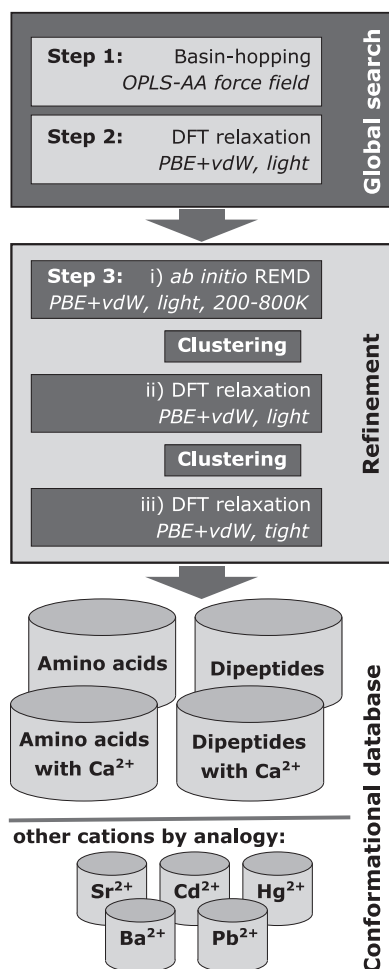 Step 1: Basin-hopping
OPLS-AA force field
Step 2: DFT relaxation
PBE+vdW, light
Global search
Step 3: i) ab initio REMD
PBE+vdW, light, 200-800K
Clustering
ii) DFT relaxation
PBE+vdW, light
Clustering
iii) DFT relaxation
PBE+vdW, tight
Refinement
Amino acids
Dipeptides
Amino acids
with Ca²⁺
Dipeptides
with Ca²⁺
other cations by analogy:
Sr²⁺
Cd²⁺
Hg²⁺
Ba²⁺
Pb²⁺
Conformational database